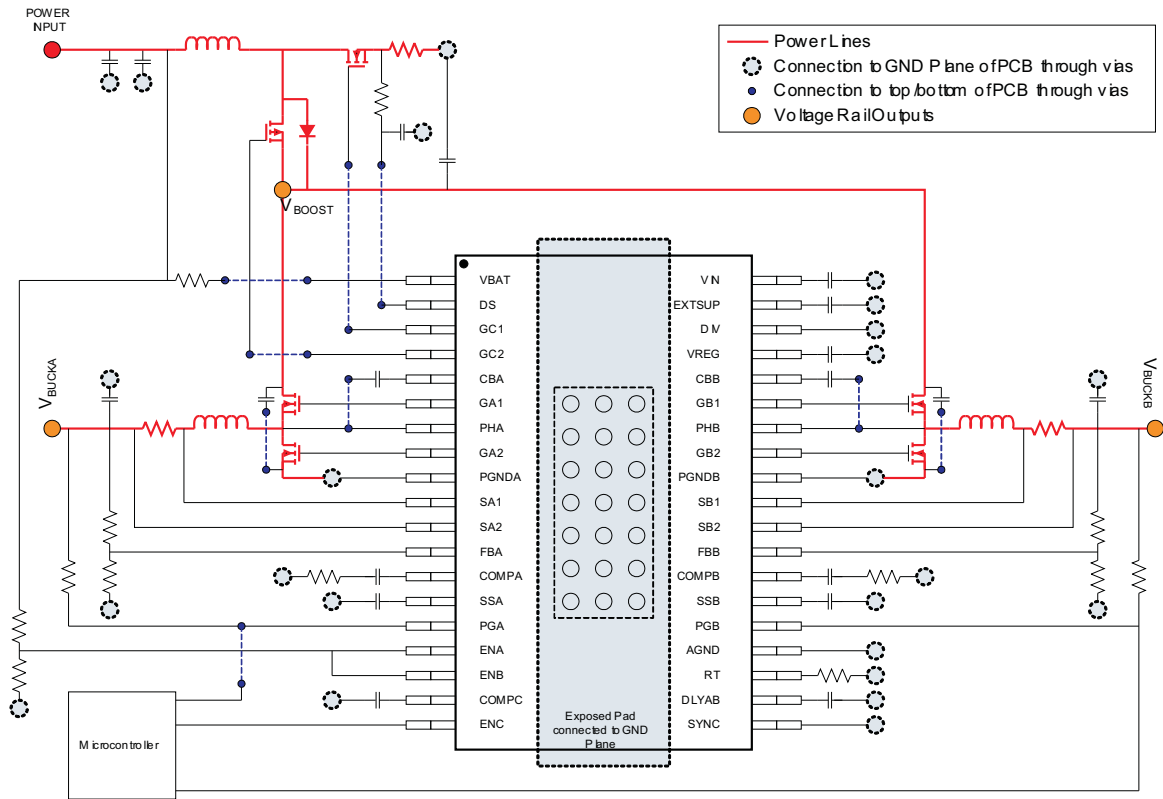 POWER
INPUT
Power Lines
Connection to GND Plane of PCB through vias
Connection to top/bottom of PCB through vias
Voltage Rail Outputs
VBOOST
VBUCKA
VBUCKB
VBAT
DS
GC1
GC2
CBA
GA1
PHA
GA2
PGNDA
SA1
SA2
FBA
COMPA
SSA
PGA
ENA
ENB
COMPC
ENC
VIN
EXTSUP
DIV
VREG
CBB
GB1
PHB
GB2
PGNDB
SB1
SB2
FBB
COMPB
SSB
PGB
AGND
RT
DLYAB
SYNC
Exposed Pad
connected to GND
Plane
Microcontroller